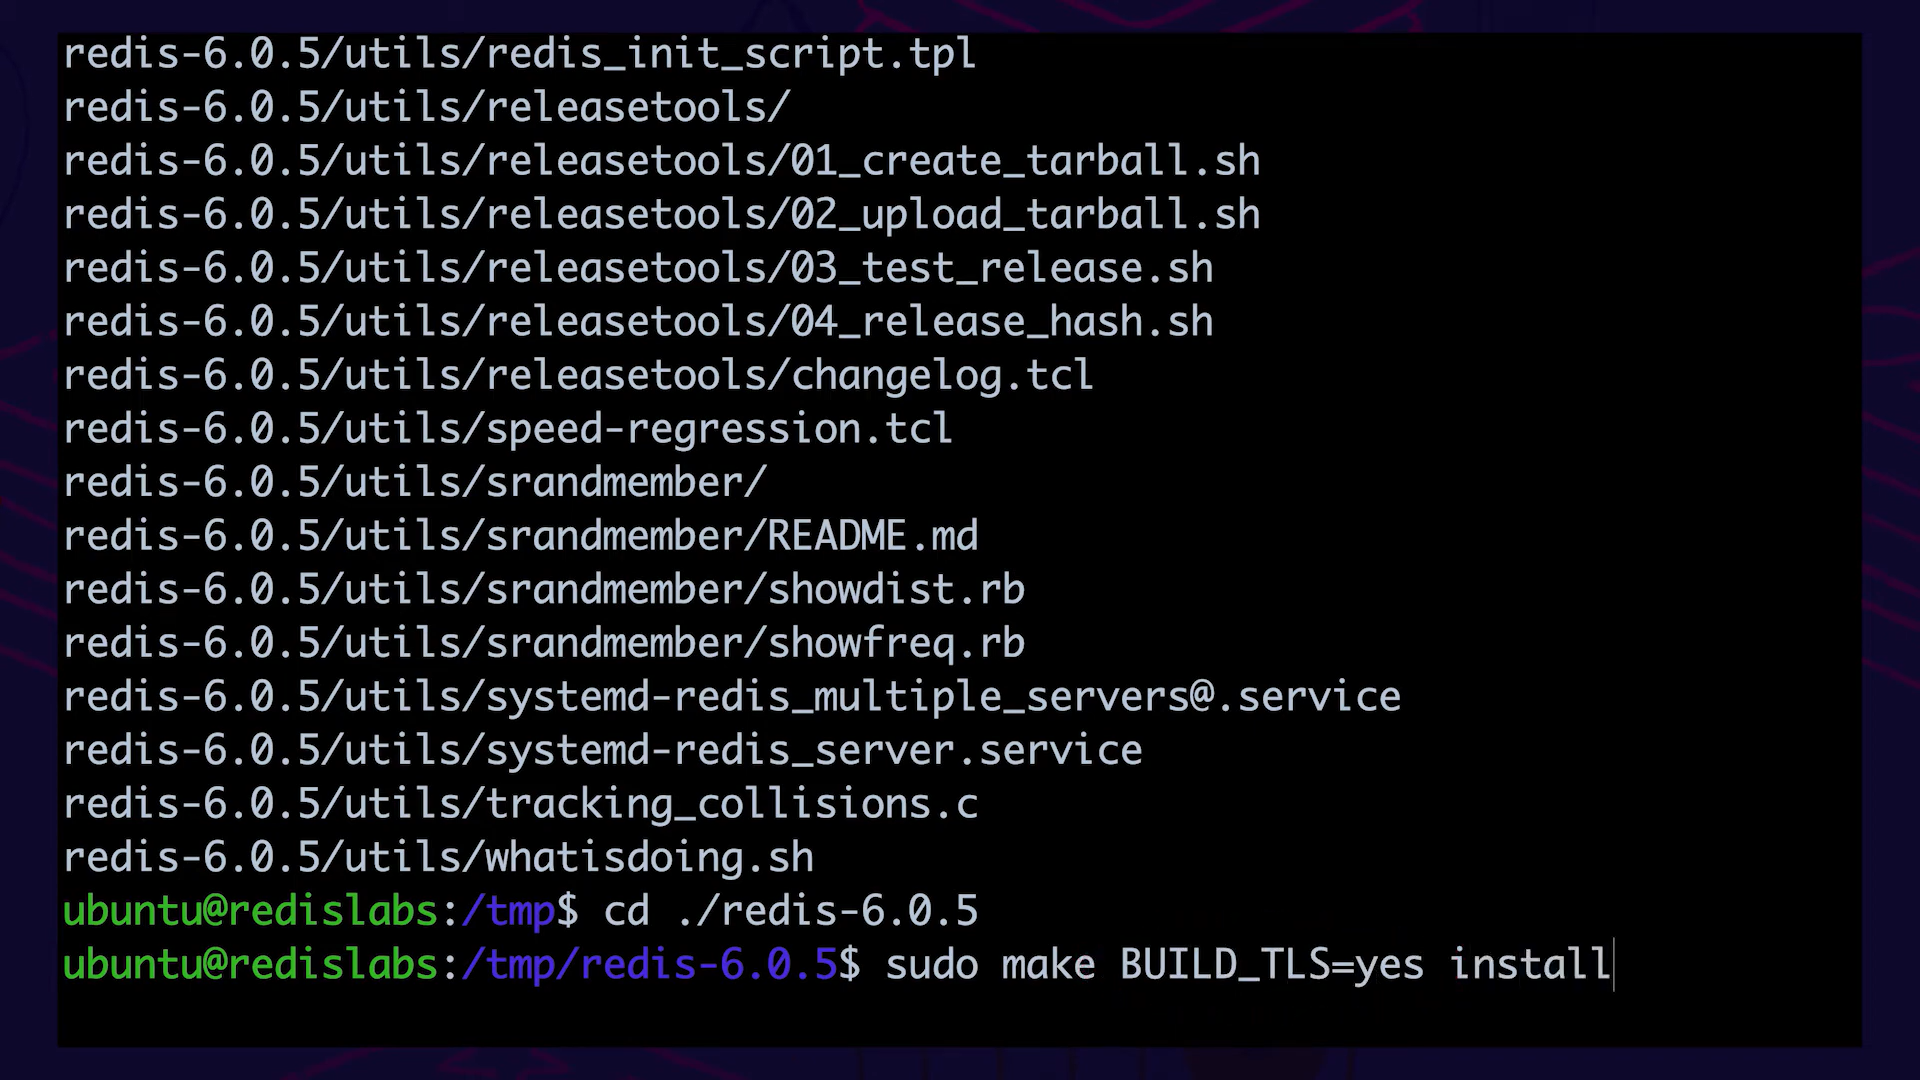 redis-6.0.5/utils/redis_init_script.tpl
redis-6.0.5/utils/releasetools/
redis-6.0.5/utils/releasetools/01_create_tarball.sh
redis-6.0.5/utils/releasetools/02_upload_tarball.sh
redis-6.0.5/utils/releasetools/03_test_release.sh
redis-6.0.5/utils/releasetools/04_release_hash.sh
redis-6.0.5/utils/releasetools/changelog.tcl
redis-6.0.5/utils/speed-regression.tcl
redis-6.0.5/utils/srandmember/
redis-6.0.5/utils/srandmember/README.md
redis-6.0.5/utils/srandmember/showdist.rb
redis-6.0.5/utils/srandmember/showfreq.rb
redis-6.0.5/utils/systemd-redis_multiple_servers@.service
redis-6.0.5/utils/systemd-redis_server.service
redis-6.0.5/utils/tracking_collisions.c
redis-6.0.5/utils/whatisdoing.sh
ubuntu@redislabs:/tmp$ cd ./redis-6.0.5
ubuntu@redislabs:/tmp/redis-6.0.5$ sudo make BUILD_TLS=yes install